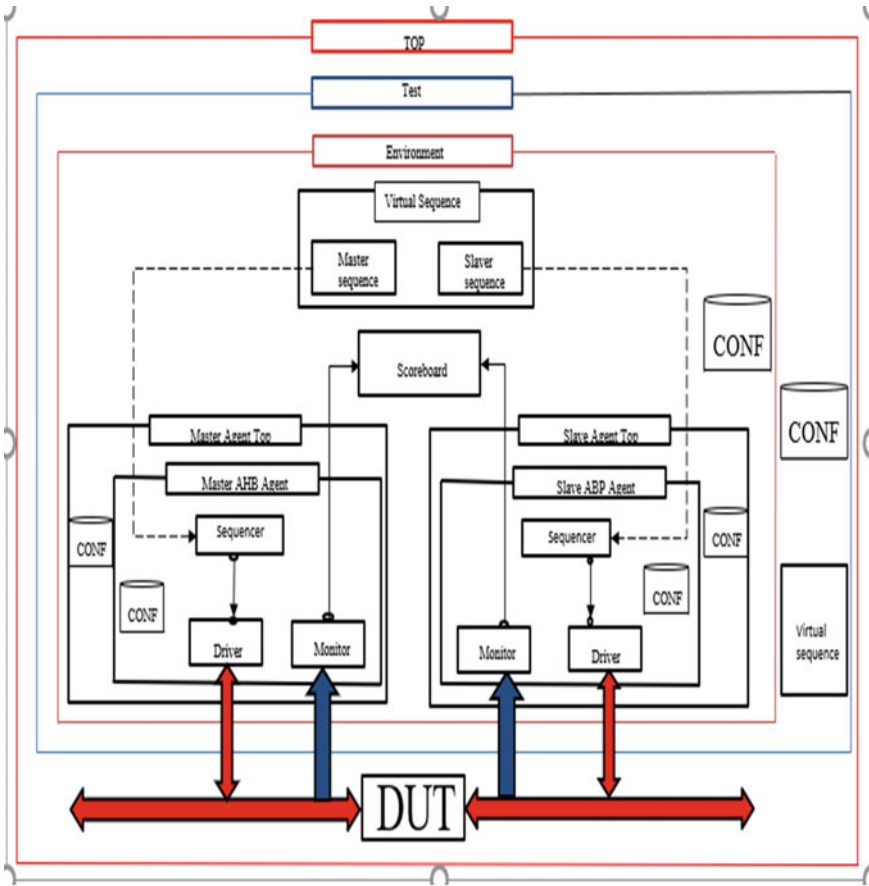 TOP
Test
Environment
Virtual Sequence
Master
sequence
Slaver
sequence
CONF
Scoreboard
CONF
Master Agent Top
Slave Agent Top
Master AHB Agent
Slave ABP Agent
CONF
Sequencer
Sequencer
CONF
CONF
CONF
Virtual
sequence
Driver
Monitor
Monitor
Driver
DUT